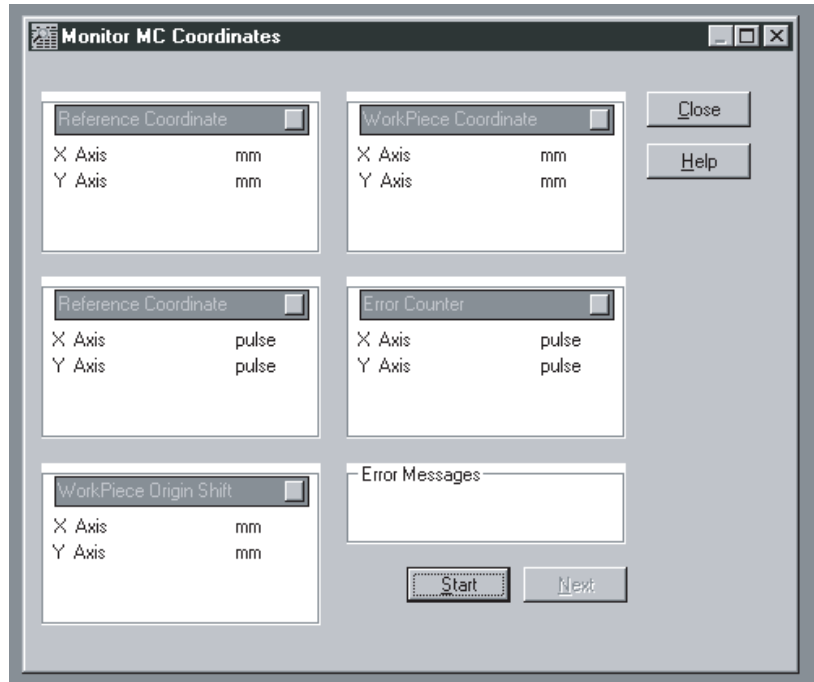 Monitor MC Coordinates
Reference Coordinate
X Axis mm
Y Axis mm
WorkPiece Coordinate
X Axis mm
Y Axis mm
Close
Help
Reference Coordinate
X Axis pulse
Y Axis pulse
Error Counter
X Axis pulse
Y Axis pulse
WorkPiece Origin Shift
X Axis mm
Y Axis mm
Error Messages
Start
Next